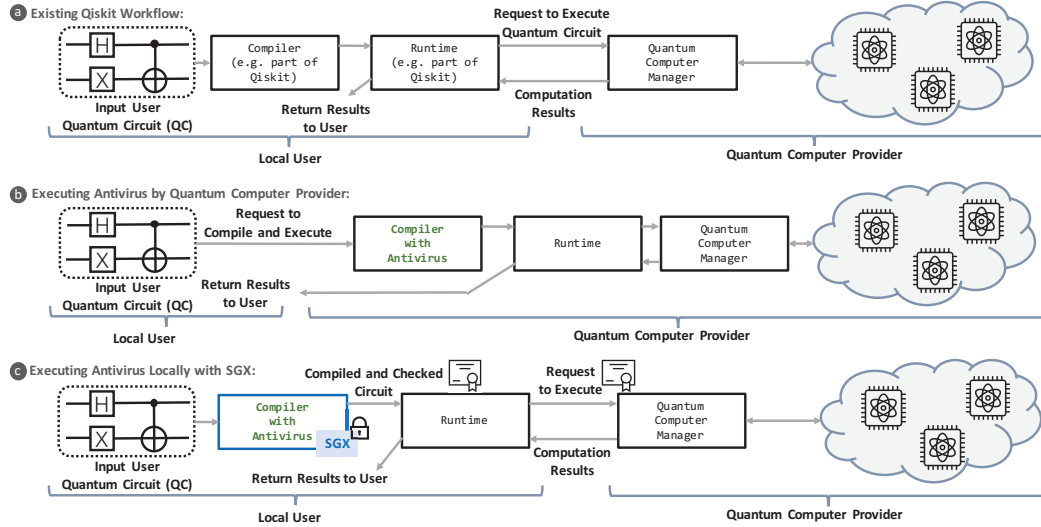 a Existing Qiskit Workflow:
H
X
Input User
Quantum Circuit (QC)
Compiler
(e.g. part of
Qiskit)
Runtime
(e.g. part of
Qiskit)
Return Results
to User
Request to Execute
Quantum Circuit
Computation
Results
Quantum
Computer
Manager
Local User
Quantum Computer Provider
b Executing Antivirus by Quantum Computer Provider:
H
X
Input User
Quantum Circuit (QC)
Request to
Compile and Execute
Compiler
with
Antivirus
Runtime
Quantum
Computer
Manager
Return Results
to User
Local User
Quantum Computer Provider
c Executing Antivirus Locally with SGX:
H
X
Input User
Quantum Circuit (QC)
Compiler
with
Antivirus
SGX
Compiled and Checked
Circuit
Runtime
Return Results to User
Request
to Execute
Computation
Results
Quantum
Computer
Manager
Local User
Quantum Computer Provider